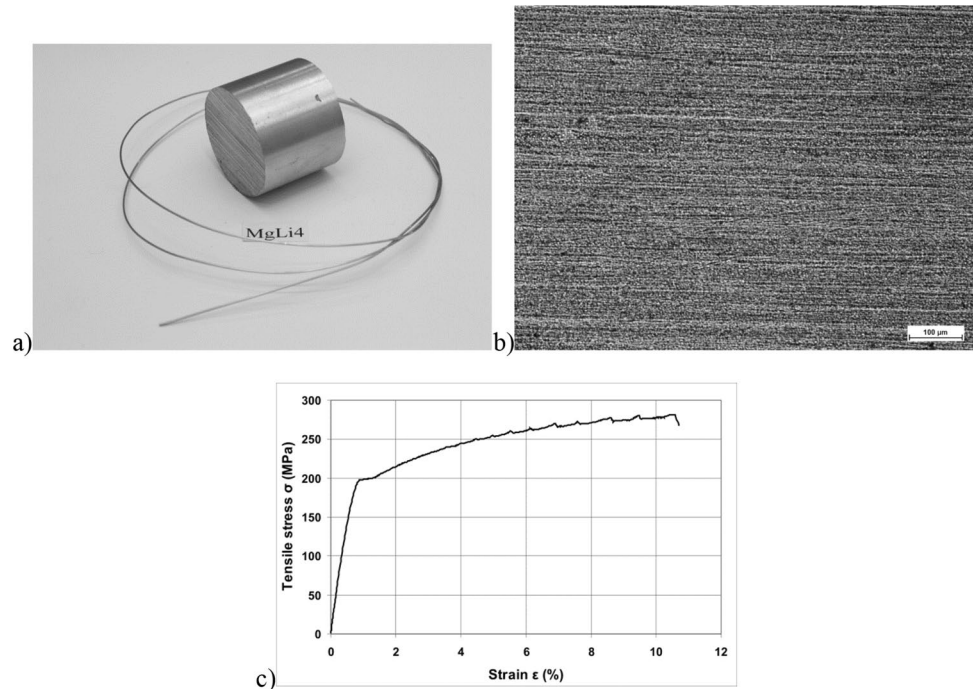 MgLi4
a)
100 µm
b)
300
250
200
150
100
50
0
Tensile stress σ (MPa)
0 2 4 6 8 10 12
Strain ε (%)
c)